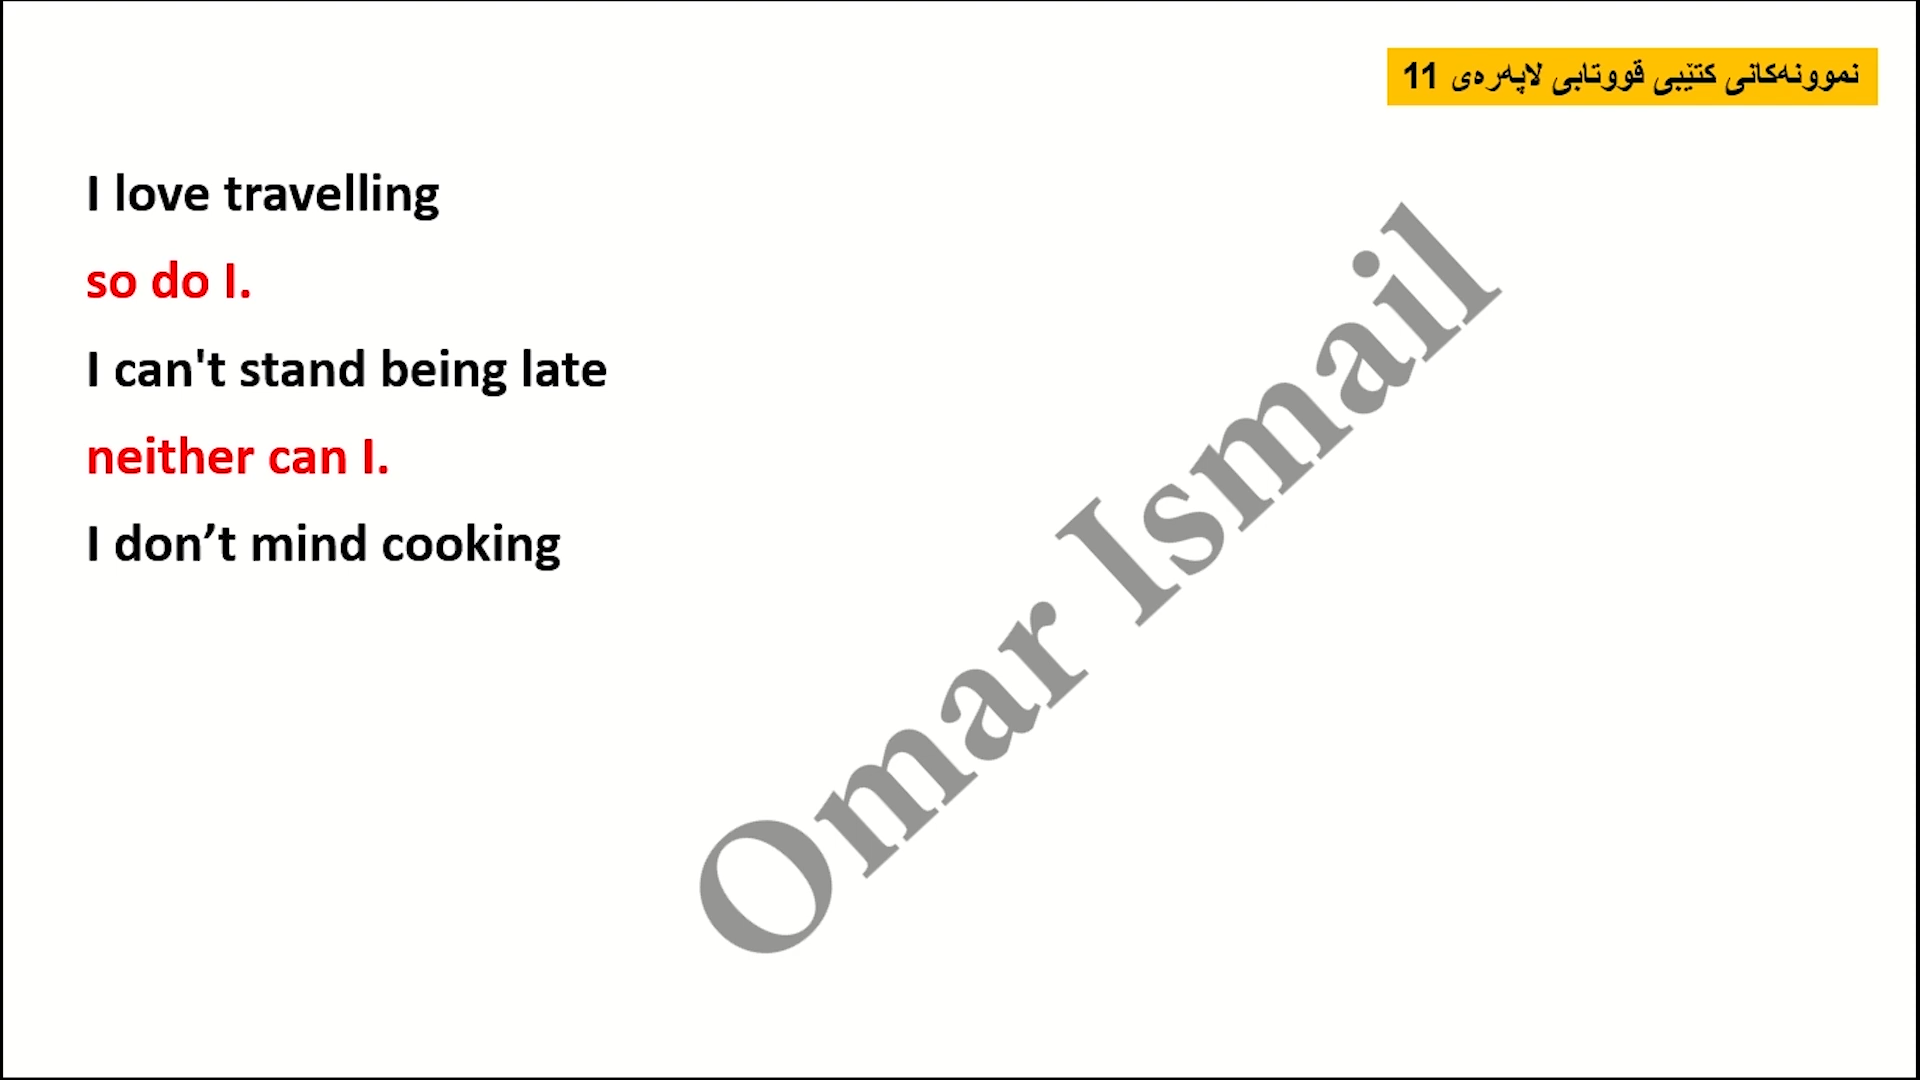 نموونەکانی کتێبی قووتابی لاپەرەی 11
I love travelling
so do I.
I can't stand being late
neither can I.
I don’t mind cooking
Omar Ismail